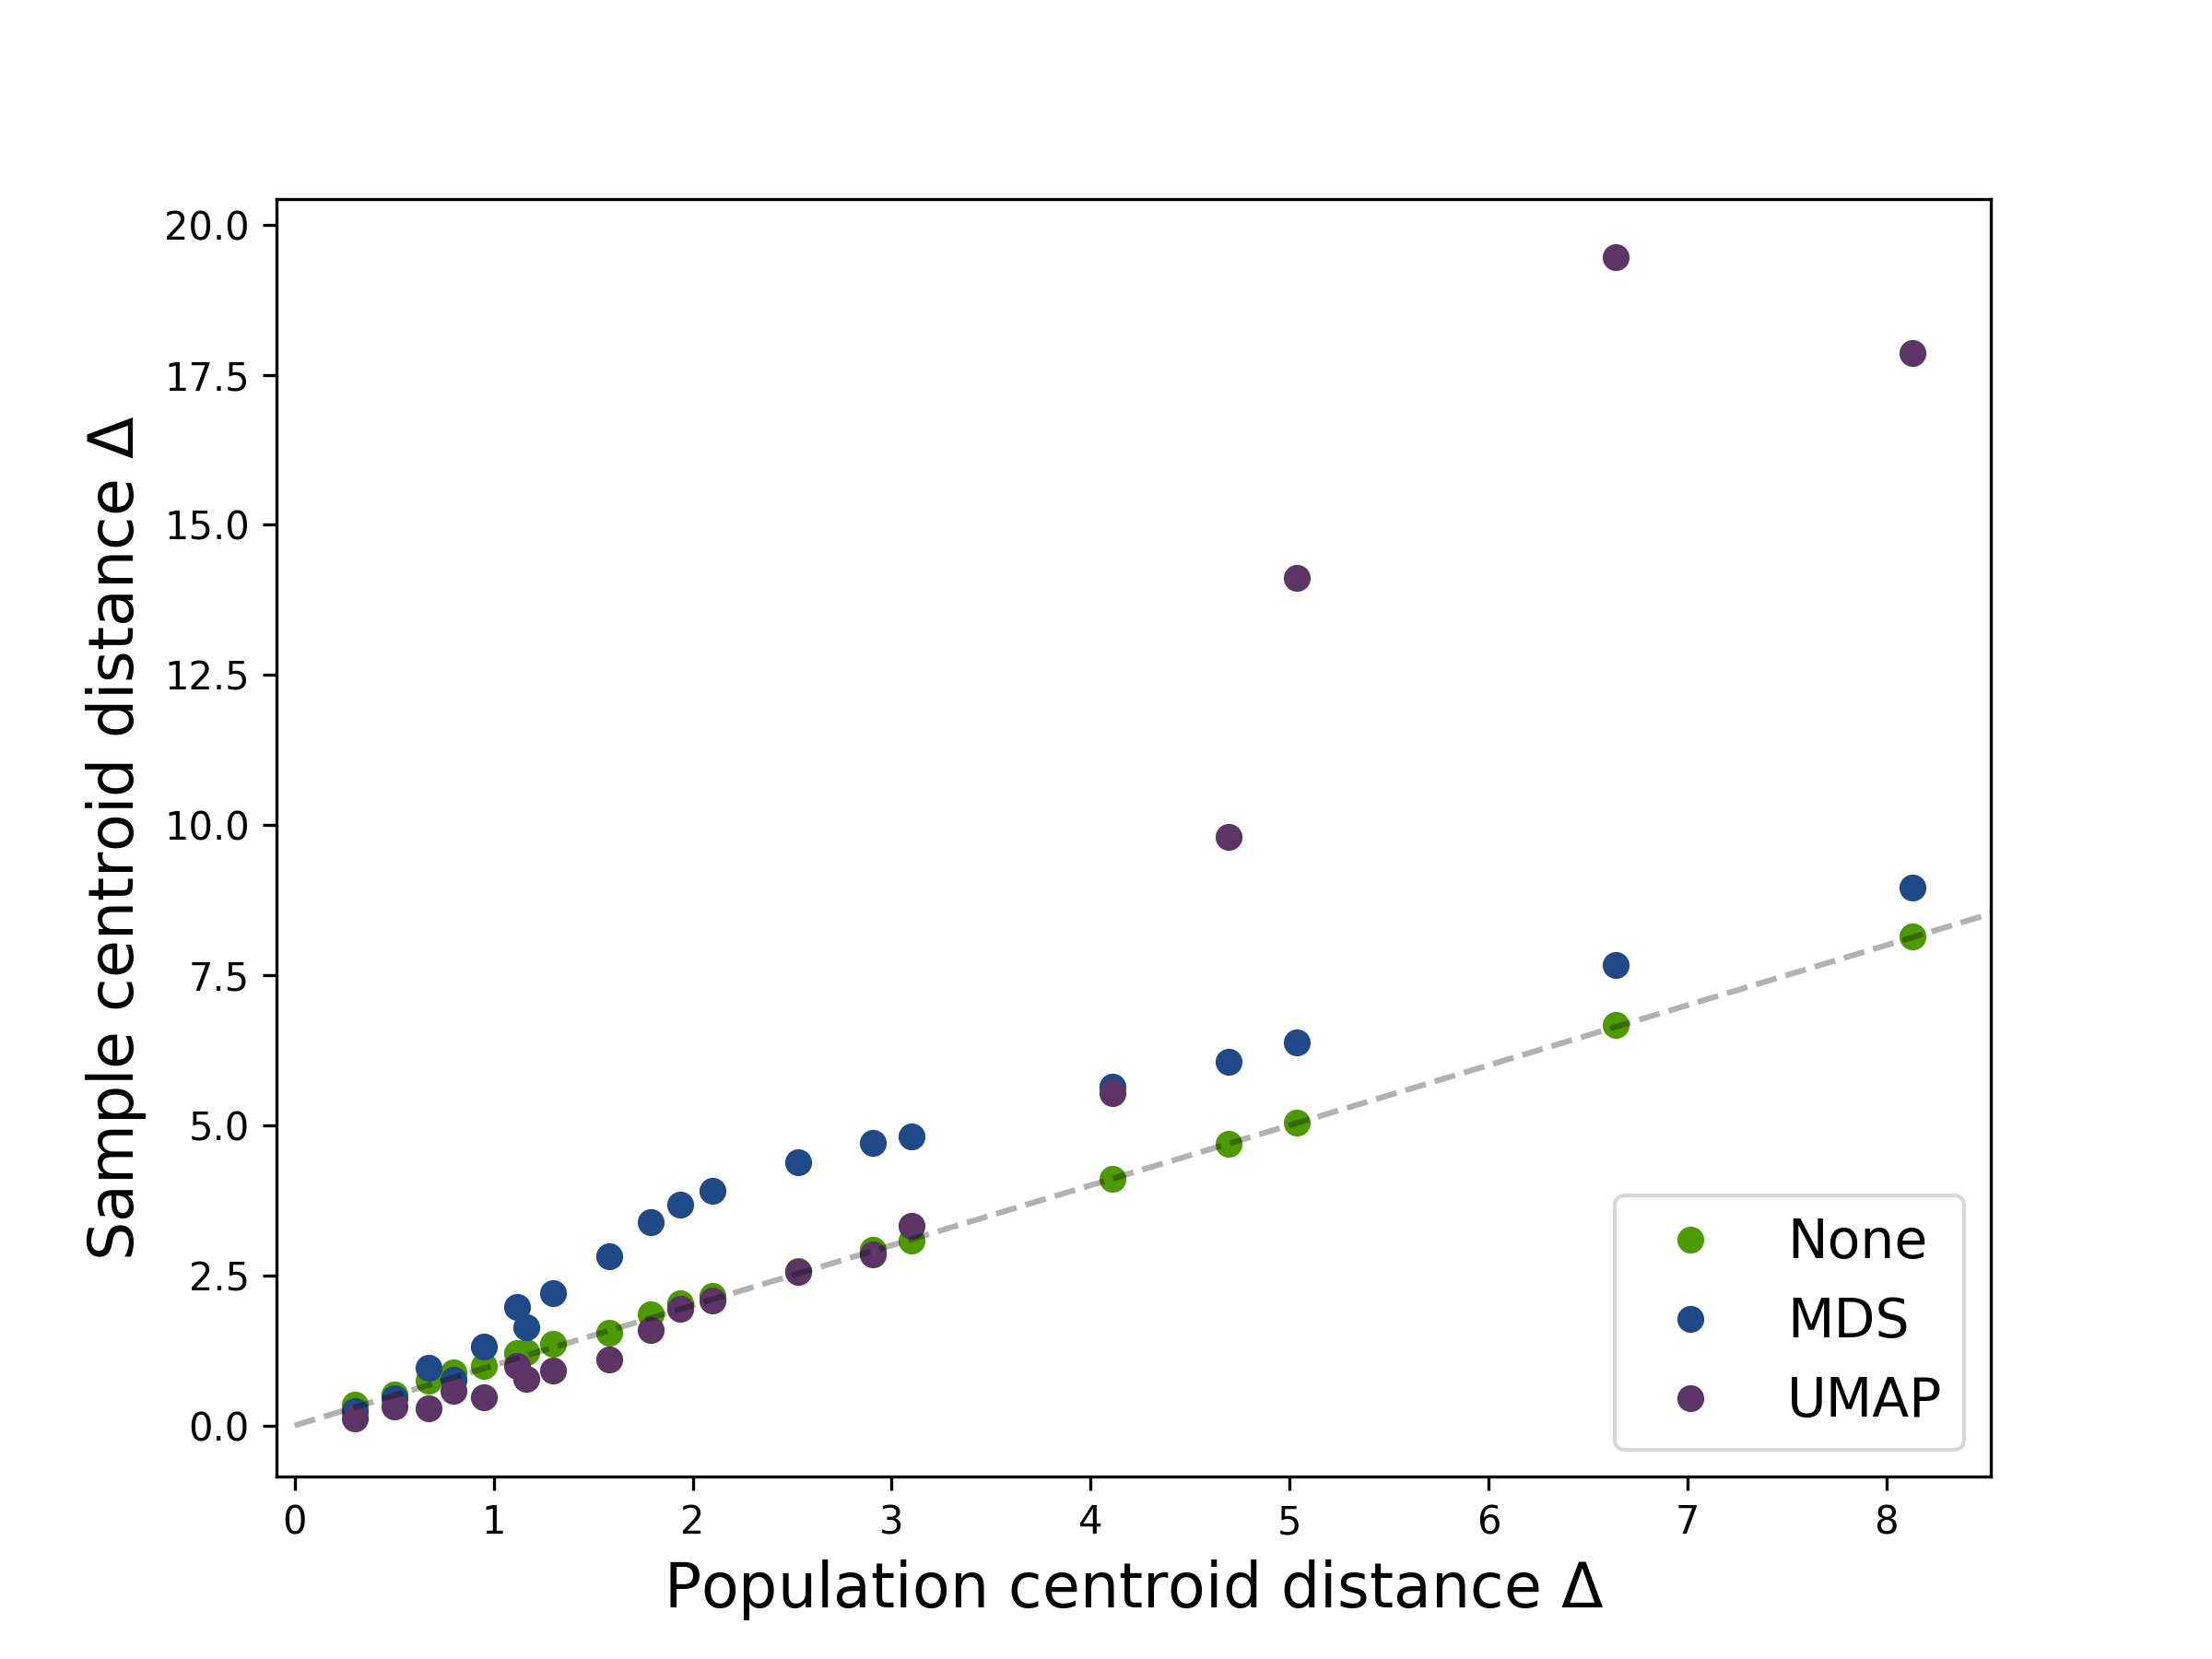 20.0
17.5
15.0
12.5
10.0
7.5
5.0
2.5
0.0
Sample centroid distance Δ
None
MDS
UMAP
0 1 2 3 4 5 6 7 8
Population centroid distance Δ